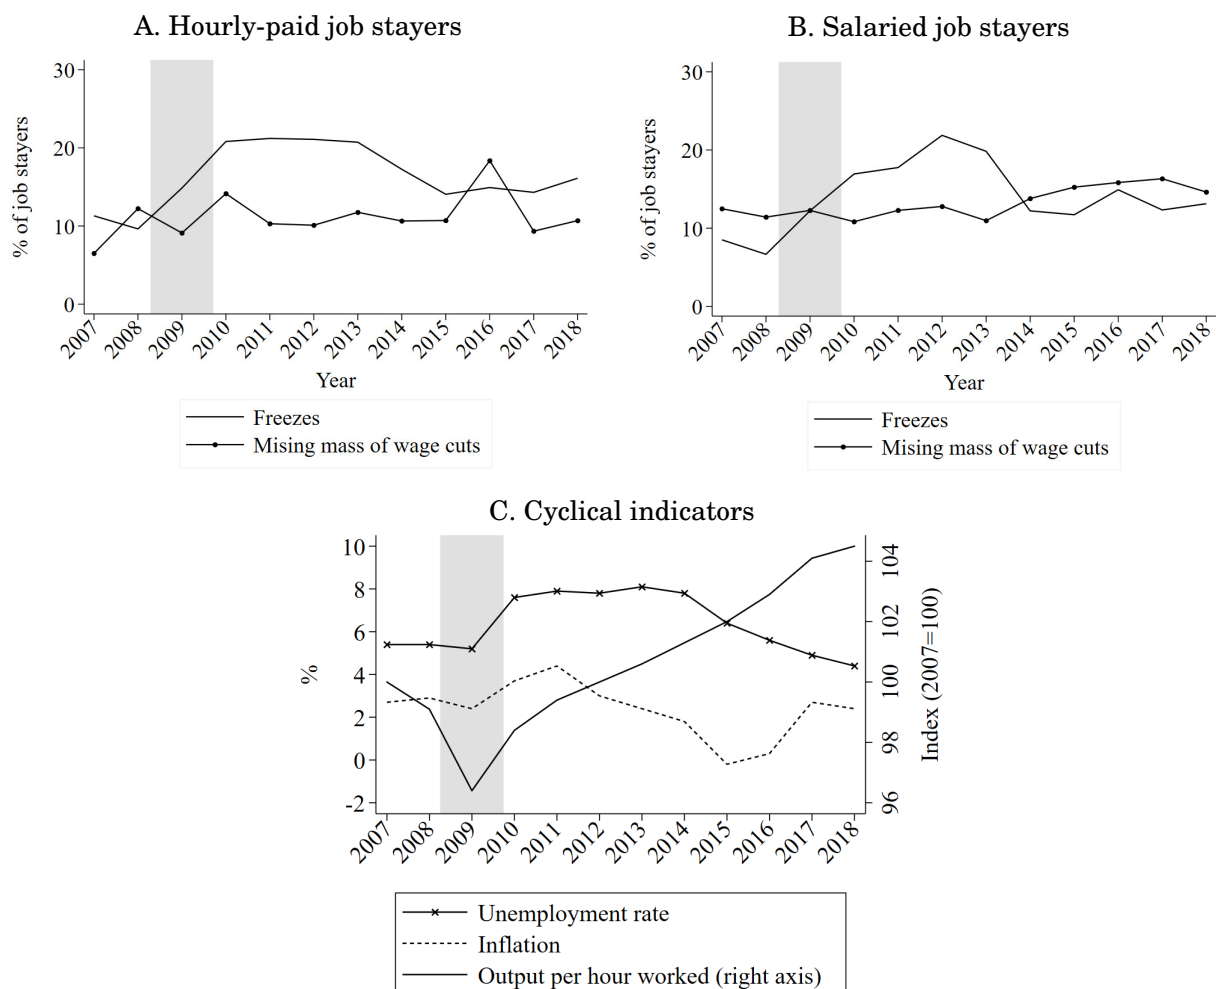 A. Hourly-paid job stayers
30
20
10
0
% of job stayers
2007 2008 2009 2010 2011 2012 2013 2014 2015 2016 2017 2018
Year
Freezes
Mising mass of wage cuts
B. Salaried job stayers
30
20
10
0
% of job stayers
2007 2008 2009 2010 2011 2012 2013 2014 2015 2016 2017 2018
Year
Freezes
Mising mass of wage cuts
C. Cyclical indicators
10
8
6
4
2
0
-2
%
104
102
100
98
96
Index (2007=100)
2007 2008 2009 2010 2011 2012 2013 2014 2015 2016 2017 2018
Unemployment rate
Inflation
Output per hour worked (right axis)